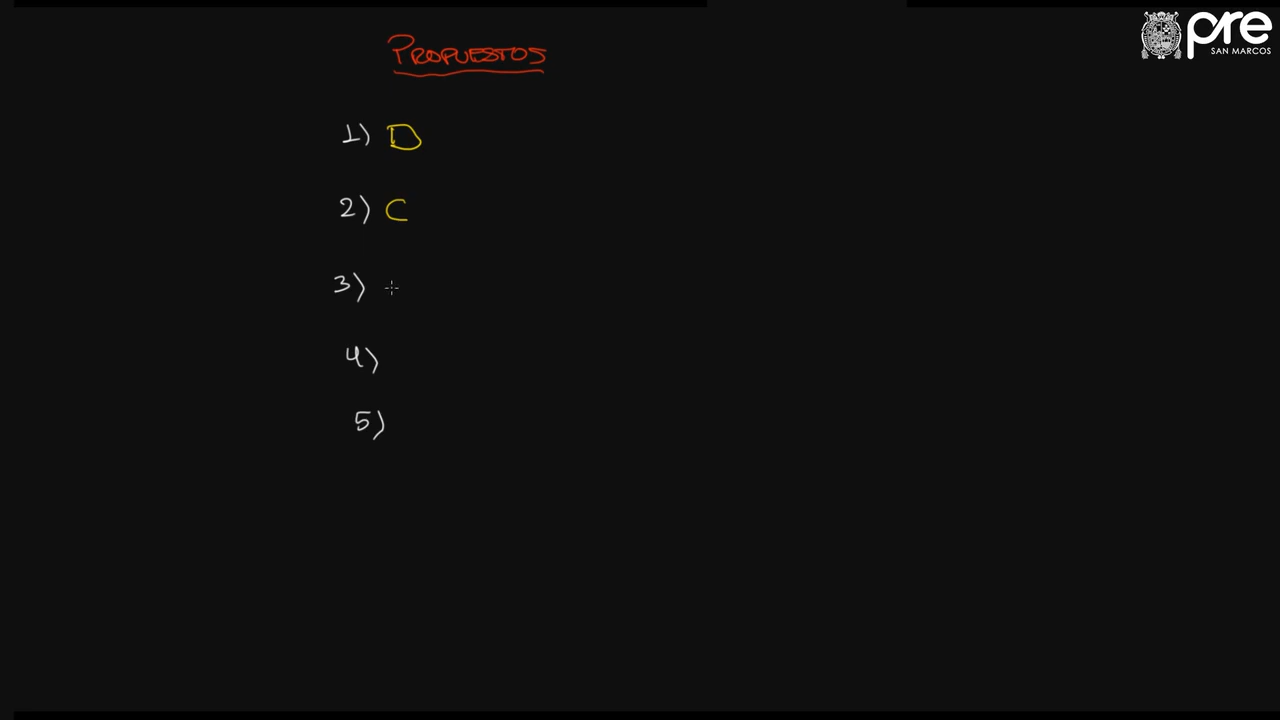 pre
SAN MARCOS
PROPUESTOS
1) D
2) C
3)
4)
5)